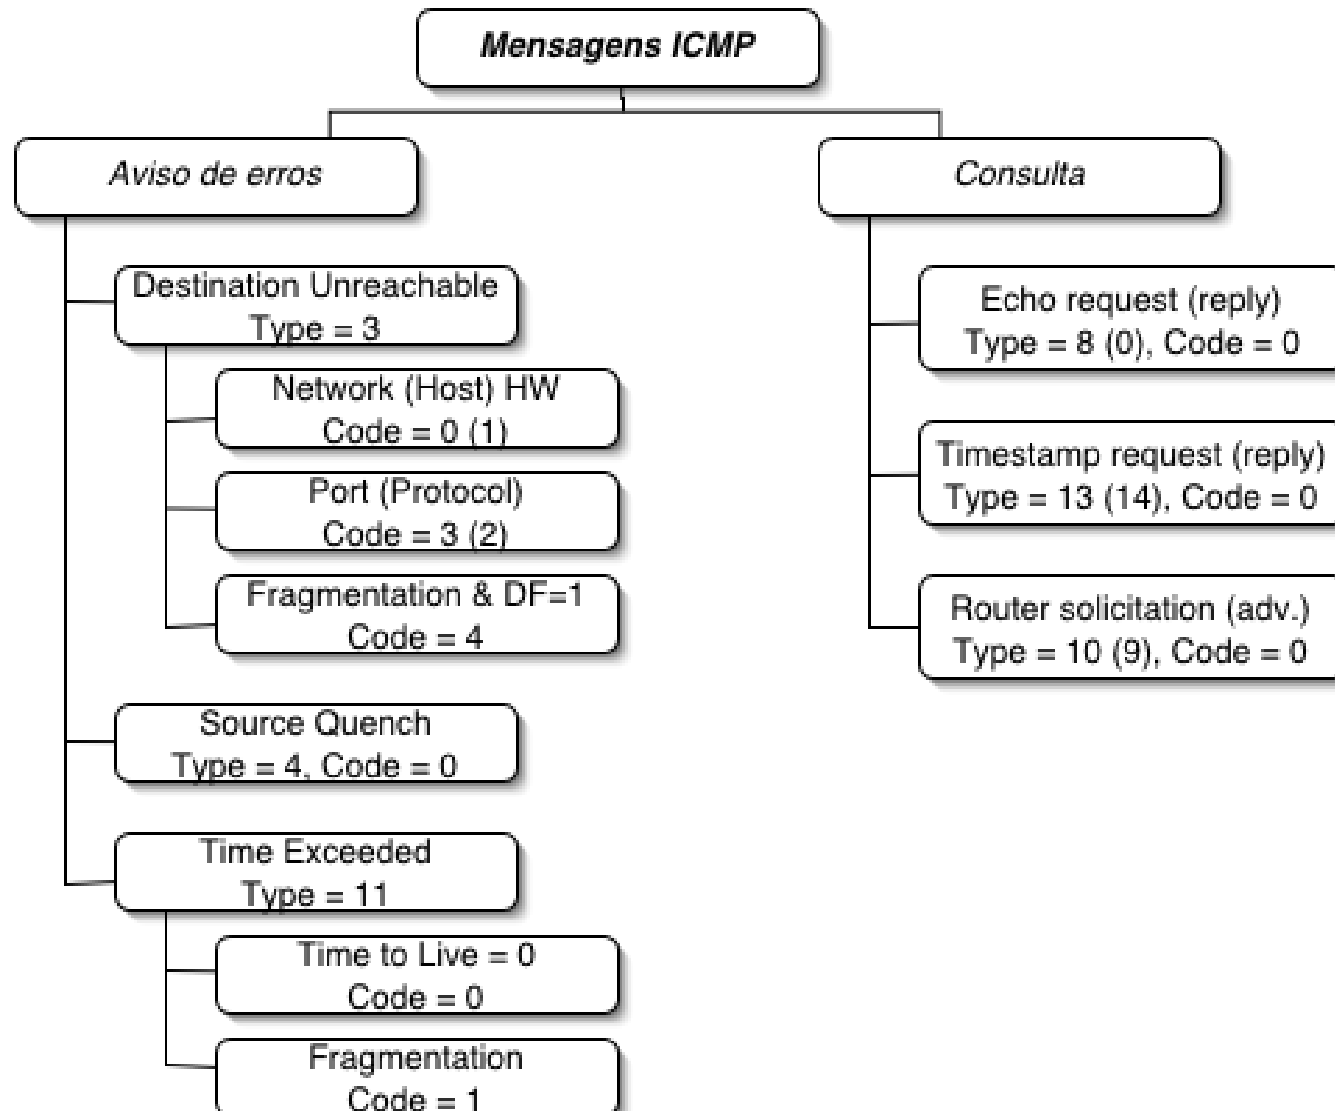 Mensagens ICMP
Aviso de erros
Destination Unreachable
Type = 3
Network (Host) HW
Code = 0 (1)
Port (Protocol)
Code = 3 (2)
Fragmentation & DF=1
Code = 4
Source Quench
Type = 4, Code = 0
Time Exceeded
Type = 11
Time to Live = 0
Code = 0
Fragmentation
Code = 1
Consulta
Echo request (reply)
Type = 8 (0), Code = 0
Timestamp request (reply)
Type = 13 (14), Code = 0
Router solicitation (adv.)
Type = 10 (9), Code = 0